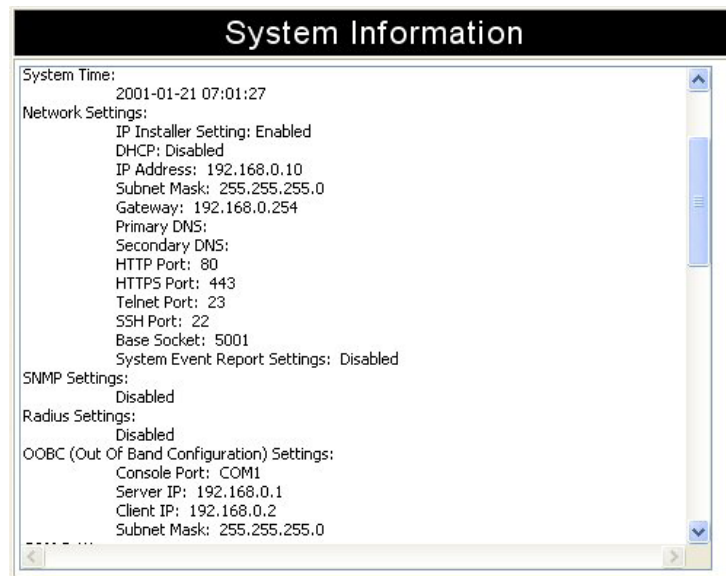 System Information
System Time:
2001-01-21 07:01:27
Network Settings:
IP Installer Setting: Enabled
DHCP: Disabled
IP Address: 192.168.0.10
Subnet Mask: 255.255.255.0
Gateway: 192.168.0.254
Primary DNS:
Secondary DNS:
HTTP Port: 80
HTTPS Port: 443
Telnet Port: 23
SSH Port: 22
Base Socket: 5001
System Event Report Settings: Disabled
SNMP Settings:
Disabled
Radius Settings:
Disabled
OOBC (Out Of Band Configuration) Settings:
Console Port: COM1
Server IP: 192.168.0.1
Client IP: 192.168.0.2
Subnet Mask: 255.255.255.0